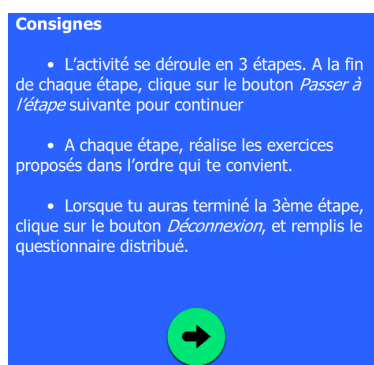 Consignes
• L'activité se déroule en 3 étapes. A la fin
de chaque étape, clique sur le bouton Passer à
l'étape suivante pour continuer
• A chaque étape, réalise les exercices
proposés dans l'ordre qui te convient.
• Lorsque tu auras terminé la 3ème étape,
clique sur le bouton Déconnexion, et remplis le
questionnaire distribué.